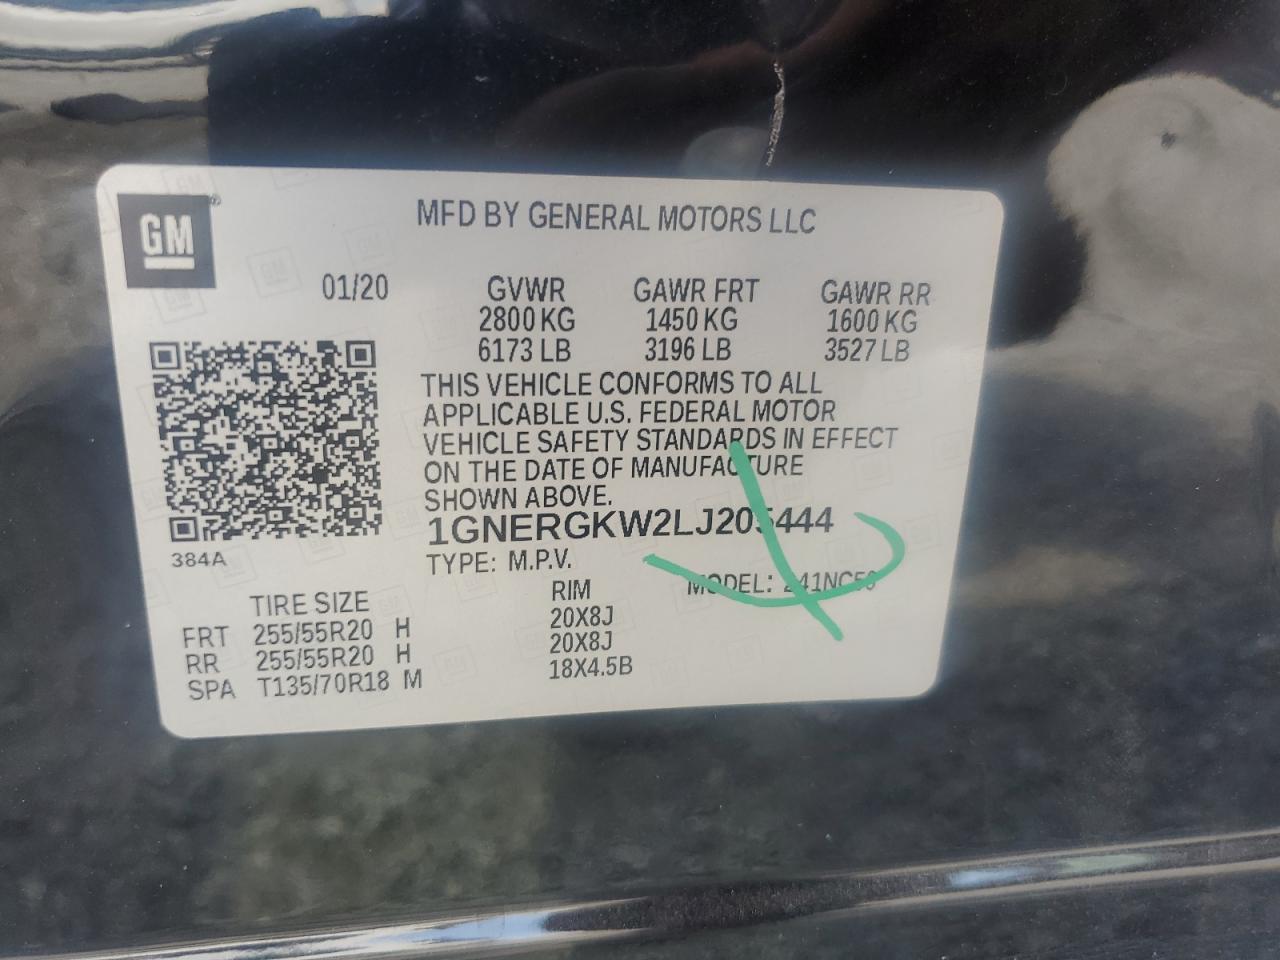 GM
MFD BY GENERAL MOTORS LLC
01/20 GVWR GAWR FRT GAWR RR
2800 KG 1450 KG 1600 KG
6173 LB 3196 LB 3527 LB
THIS VEHICLE CONFORMS TO ALL
APPLICABLE U.S. FEDERAL MOTOR
VEHICLE SAFETY STANDARDS IN EFFECT
ON THE DATE OF MANUFACTURE
SHOWN ABOVE.
1GNERGKW2LJ205444
384A
TYPE: M.P.V.
MODEL:
TIRE SIZE RIM
FRT 255/55R20 H 20X8J
RR 255/55R20 H 20X8J
SPA T135/70R18 M 18X4.5B